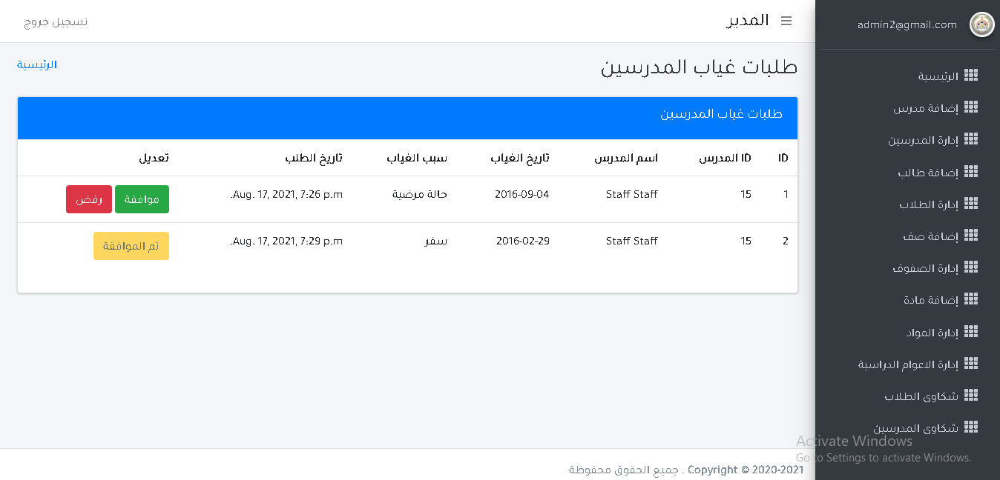 admin2@gmail.com
الرئيسية
إضافة مدرس
إدارة المدرسين
إضافة طالب
إدارة الطلاب
إضافة صف
إدارة الصفوف
إضافة مادة
إدارة المواد
إدارة الاعوام الدراسية
شكاوى الطلاب
شكاوى المدرسين
المدير
تسجيل خروج
طلبات غياب المدرسين
الرئيسية
طلبات غياب المدرسين
ID ID المدرس اسم المدرس تاريخ الغياب سبب الغياب تاريخ الطلب تعديل
1 15 Staff Staff 2016-09-04 حالة مرضية Aug. 17, 2021, 7:26 p.m. موافقة رفض
2 15 Staff Staff 2016-02-29 سفر Aug. 17, 2021, 7:29 p.m. تم الموافقة
Activate Windows
Go to Settings to activate Windows.
Copyright © 2020-2021 . جميع الحقوق محفوظة